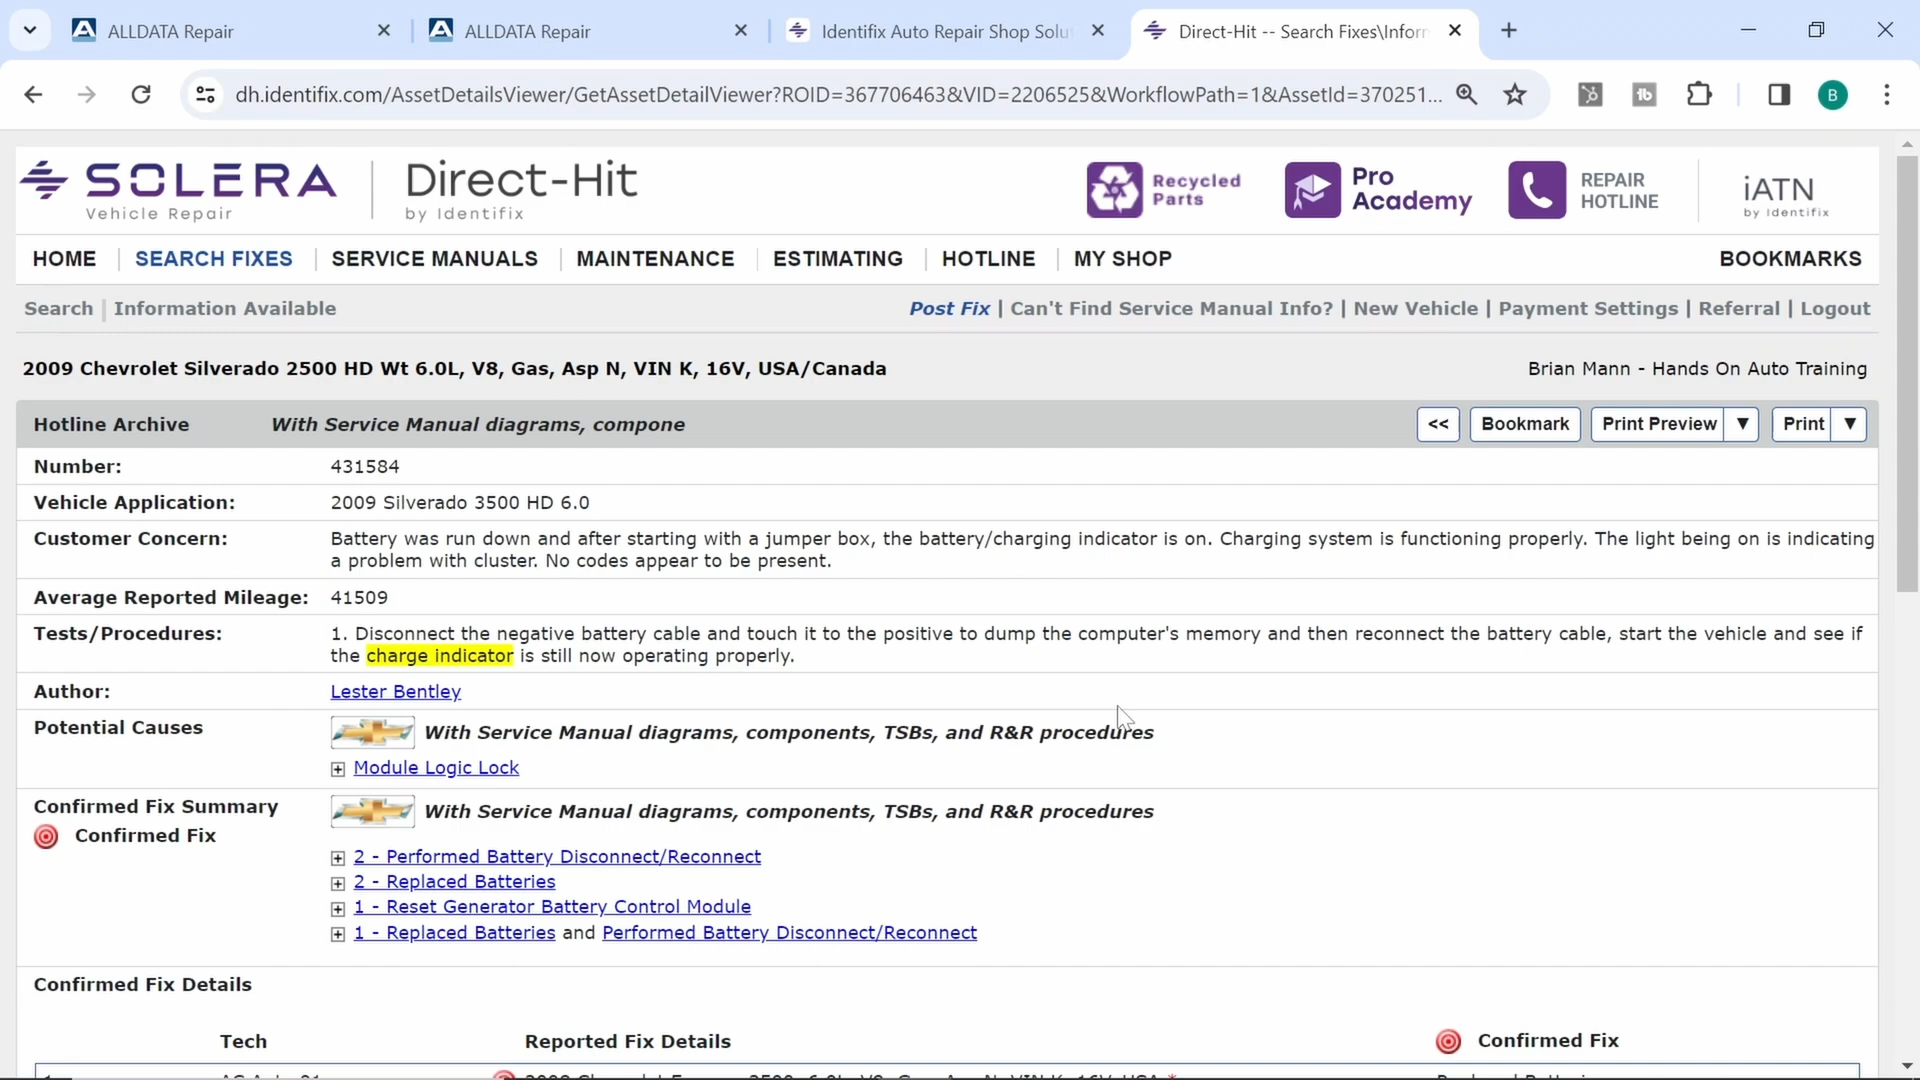 ALLDATA Repair
ALLDATA Repair
Identifix Auto Repair Shop Solu
Direct-Hit -- Search Fixes\Inforr
dh.identifix.com/AssetDetailsViewer/GetAssetDetailViewer?ROID=367706463&VID=2206525&WorkflowPath=1&AssetId=370251...
B
SOLERA
Vehicle Repair
Direct-Hit
by Identifix
Recycled
Parts
Pro
Academy
REPAIR
HOTLINE
iATN
by Identifix
HOME
SEARCH FIXES
SERVICE MANUALS
MAINTENANCE
ESTIMATING
HOTLINE
MY SHOP
BOOKMARKS
Search | Information Available
Post Fix | Can't Find Service Manual Info? | New Vehicle | Payment Settings | Referral | Logout
2009 Chevrolet Silverado 2500 HD Wt 6.0L, V8, Gas, Asp N, VIN K, 16V, USA/Canada
Brian Mann - Hands On Auto Training
Hotline Archive With Service Manual diagrams, compone
<< Bookmark Print Preview ▼ Print ▼
Number: 431584
Vehicle Application: 2009 Silverado 3500 HD 6.0
Customer Concern: Battery was run down and after starting with a jumper box, the battery/charging indicator is on. Charging system is functioning properly. The light being on is indicating
a problem with cluster. No codes appear to be present.
Average Reported Mileage: 41509
Tests/Procedures: 1. Disconnect the negative battery cable and touch it to the positive to dump the computer's memory and then reconnect the battery cable, start the vehicle and see if
the charge indicator is still now operating properly.
Author: Lester Bentley
Potential Causes With Service Manual diagrams, components, TSBs, and R&R procedures
Module Logic Lock
Confirmed Fix Summary With Service Manual diagrams, components, TSBs, and R&R procedures
Confirmed Fix
2 - Performed Battery Disconnect/Reconnect
2 - Replaced Batteries
1 - Reset Generator Battery Control Module
1 - Replaced Batteries and Performed Battery Disconnect/Reconnect
Confirmed Fix Details
Tech Reported Fix Details Confirmed Fix